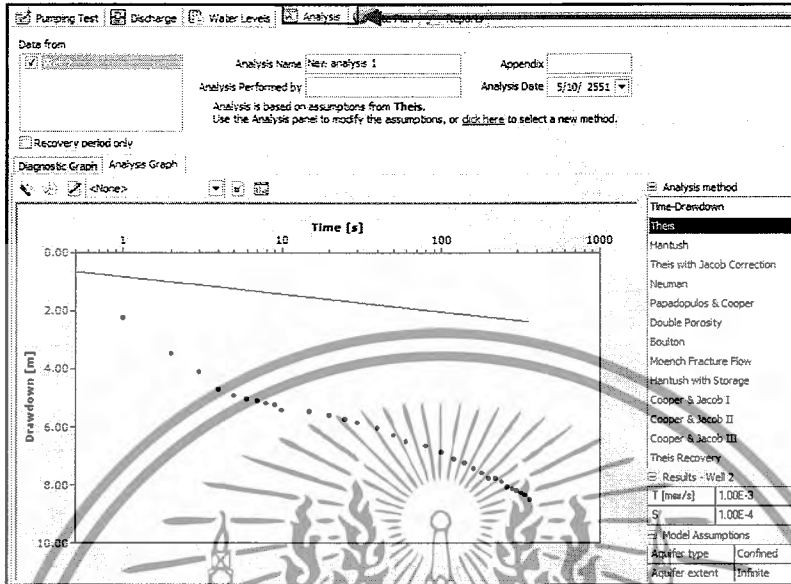 Pumping Test Discharge Water Levels Analysis Plan Reports
Data from
Analysis Name New analysis 1 Appendix
Analysis Performed by Analysis Date 5/10/ 2551
Analysis is based on assumptions from Theis.
Use the Analysis panel to modify the assumptions, or click here to select a new method.
Recovery period only
Diagnostic Graph Analysis Graph
<None>
Analysis method
Time-Drawdown
Theis
Hantush
Theis with Jacob Correction
Neuman
Papadopulos & Cooper
Double Porosity
Boulton
Moench Fracture Flow
Hantush with Storage
Cooper & Jacob I
Cooper & Jacob II
Cooper & Jacob III
Theis Recovery
Results - Well 2
T [m²/s] 1.00E-3
S 1.00E-4
Model Assumptions
Aquifer type Confined
Aquifer extent Infinite
Time [s]
1 10 100 1000
0.00
2.00
4.00
6.00
8.00
10.00
Drawdown [m]